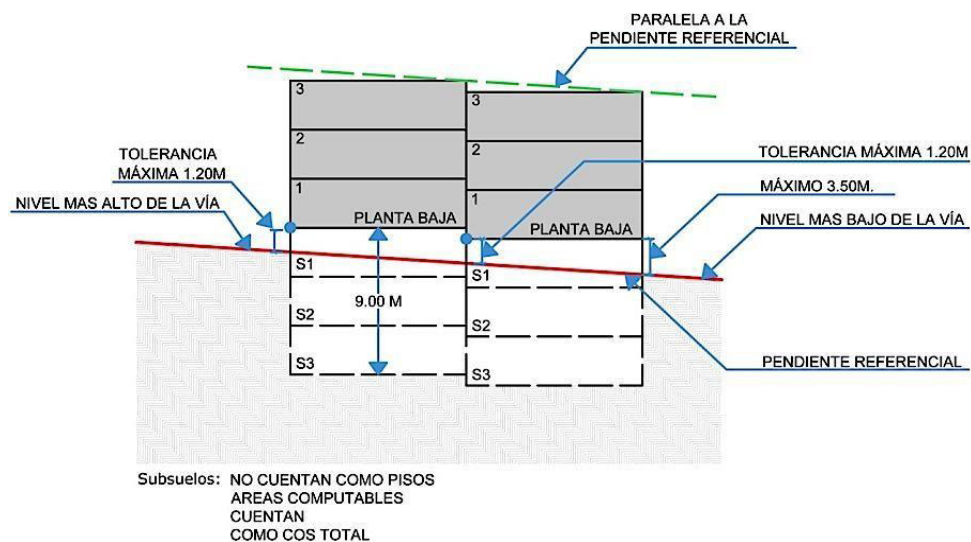 PARALELA A LA
PENDIENTE REFERENCIAL
3
3
2
2
TOLERANCIA
MÁXIMA 1.20M
TOLERANCIA MÁXIMA 1.20M
1
1
MÁXIMO 3.50M.
NIVEL MAS ALTO DE LA VÍA
PLANTA BAJA
PLANTA BAJA
NIVEL MAS BAJO DE LA VÍA
S1
S1
9.00 M
S2
S2
S3
S3
PENDIENTE REFERENCIAL
Subsuelos: NO CUENTAN COMO PISOS
AREAS COMPUTABLES
CUENTAN
COMO COS TOTAL